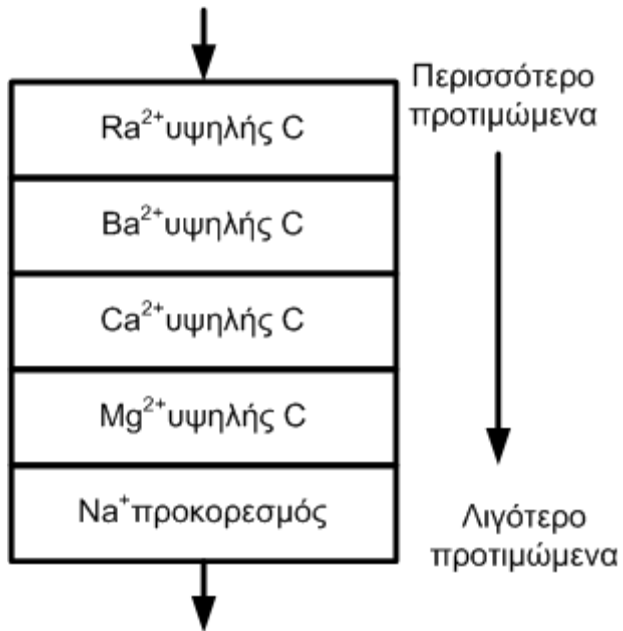 Περισσότερο
προτιμώμενα
Ra²⁺υψηλής C
Ba²⁺υψηλής C
Ca²⁺υψηλής C
Mg²⁺υψηλής C
Na⁺προκορεσμός
Λιγότερο
προτιμώμενα